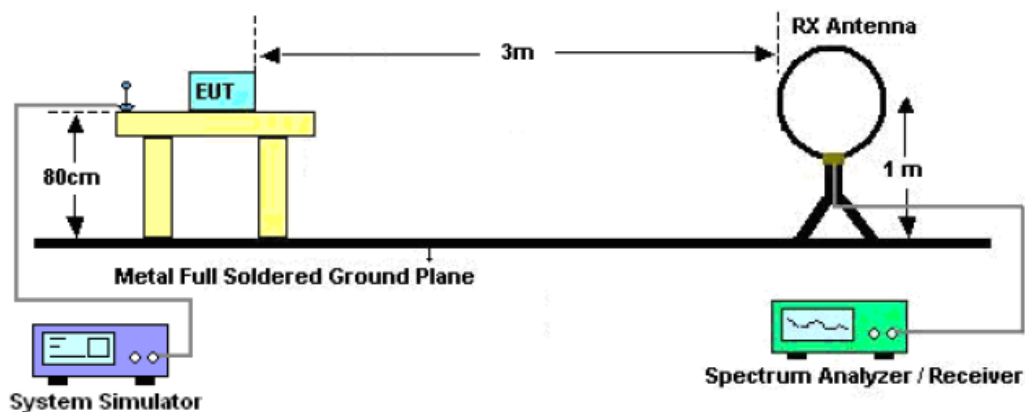 RX Antenna
3m
EUT
80cm
1 m
Metal Full Soldered Ground Plane
System Simulator
Spectrum Analyzer / Receiver